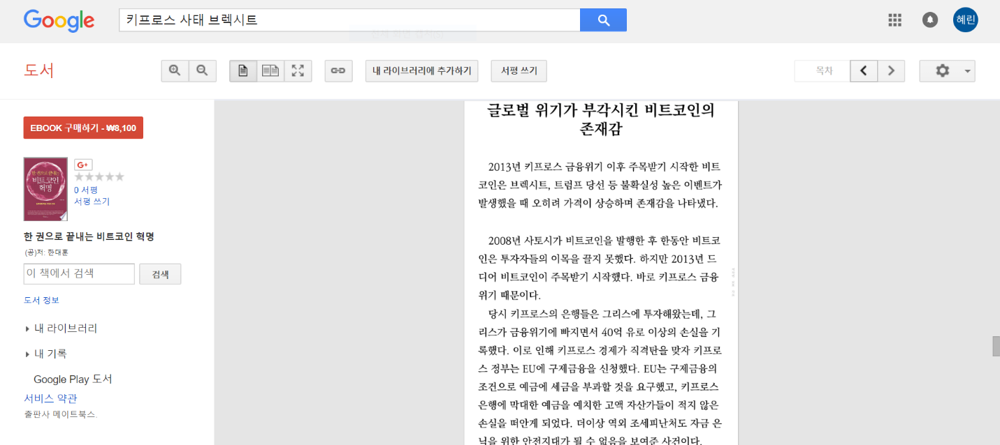 Google
키프로스 사태 브렉시트
혜린
도서
내 라이브러리에 추가하기
서평 쓰기
목차
EBOOK 구매하기 - ₩8,100
한 권으로 끝내는
비트코인
혁명
G+
0 서평
서평 쓰기
한 권으로 끝내는 비트코인 혁명
(공)저: 한대훈
이 책에서 검색
검색
도서 정보
내 라이브러리
내 기록
Google Play 도서
서비스 약관
출판사 메이트북스.
글로벌 위기가 부각시킨 비트코인의
존재감
2013년 키프로스 금융위기 이후 주목받기 시작한 비트
코인은 브렉시트, 트럼프 당선 등 불확실성 높은 이벤트가
발생했을 때 오히려 가격이 상승하며 존재감을 나타냈다.
2008년 사토시가 비트코인을 발행한 후 한동안 비트코
인은 투자자들의 이목을 끌지 못했다. 하지만 2013년 드
디어 비트코인이 주목받기 시작했다. 바로 키프로스 금융
위기 때문이다.
당시 키프로스의 은행들은 그리스에 투자해왔는데, 그
리스가 금융위기에 빠지면서 40억 유로 이상의 손실을 기
록했다. 이로 인해 키프로스 경제가 직격탄을 맞자 키프로
스 정부는 EU에 구제금융을 신청했다. EU는 구제금융의
조건으로 예금에 세금을 부과할 것을 요구했고, 키프로스
은행에 막대한 예금을 예치한 고액 자산가들이 적지 않은
손실을 떠안게 되었다. 더이상 역외 조세피난처도 자금 은
닉을 위한 안전지대가 될 수 없음을 보여준 사건이다.